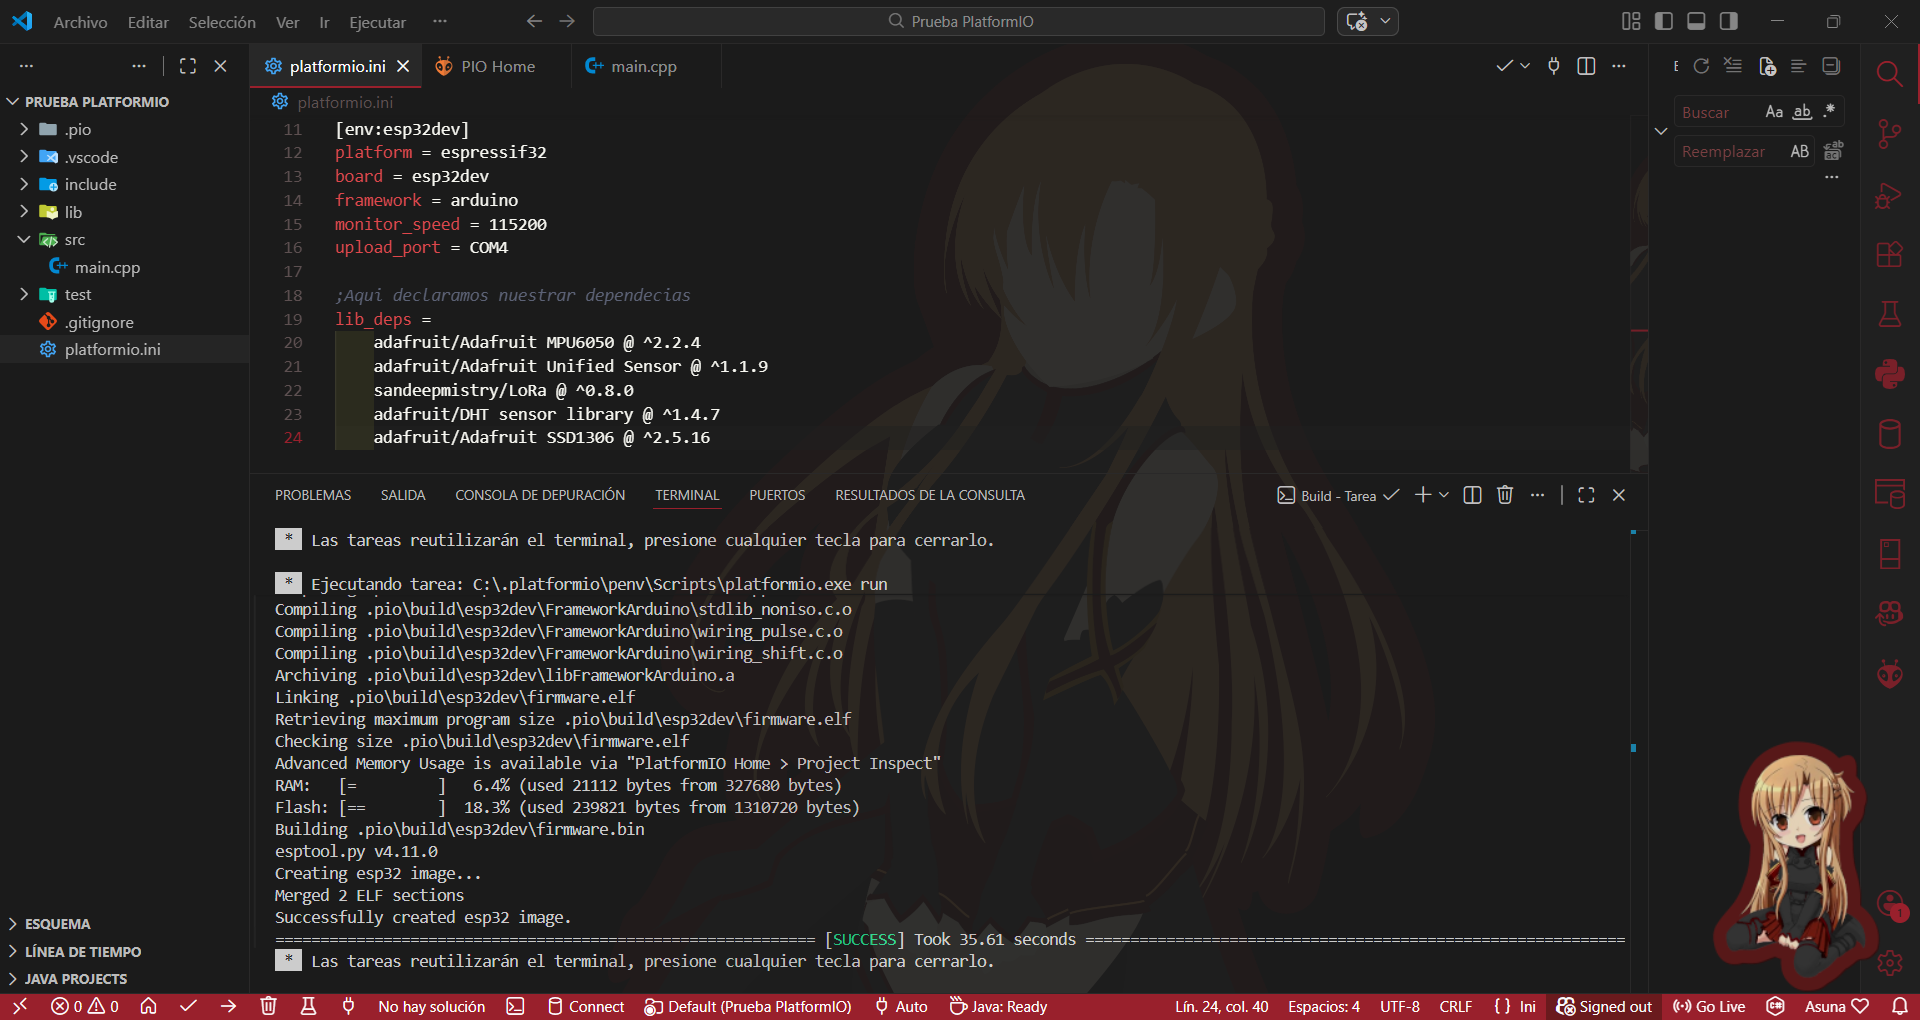 Archivo Editar Selección Ver Ir Ejecutar ···
Prueba PlatformIO
platformio.ini
PIO Home
main.cpp
PRUEBA PLATFORMIO
.pio
.vscode
include
lib
src
main.cpp
test
.gitignore
platformio.ini
ESQUEMA
LÍNEA DE TIEMPO
JAVA PROJECTS
platformio.ini
11 [env:esp32dev]
12 platform = espressif32
13 board = esp32dev
14 framework = arduino
15 monitor_speed = 115200
16 upload_port = COM4
17
18 ;Aqui declaramos nuestrar dependecias
19 lib_deps =
20 adafruit/Adafruit MPU6050 @ ^2.2.4
21 adafruit/Adafruit Unified Sensor @ ^1.1.9
22 sandeepmistry/LoRa @ ^0.8.0
23 adafruit/DHT sensor library @ ^1.4.7
24 adafruit/Adafruit SSD1306 @ ^2.5.16
Buscar Aa ab .*
Reemplazar AB
PROBLEMAS SALIDA CONSOLA DE DEPURACIÓN TERMINAL PUERTOS RESULTADOS DE LA CONSULTA
Build - Tarea
* Las tareas reutilizarán el terminal, presione cualquier tecla para cerrarlo.
* Ejecutando tarea: C:\.platformio\penv\Scripts\platformio.exe run
Compiling .pio\build\esp32dev\FrameworkArduino\stdlib_noniso.c.o
Compiling .pio\build\esp32dev\FrameworkArduino\wiring_pulse.c.o
Compiling .pio\build\esp32dev\FrameworkArduino\wiring_shift.c.o
Archiving .pio\build\esp32dev\libFrameworkArduino.a
Linking .pio\build\esp32dev\firmware.elf
Retrieving maximum program size .pio\build\esp32dev\firmware.elf
Checking size .pio\build\esp32dev\firmware.elf
Advanced Memory Usage is available via "PlatformIO Home > Project Inspect"
RAM: [= ] 6.4% (used 21112 bytes from 327680 bytes)
Flash: [== ] 18.3% (used 239821 bytes from 1310720 bytes)
Building .pio\build\esp32dev\firmware.bin
esptool.py v4.11.0
Creating esp32 image...
Merged 2 ELF sections
Successfully created esp32 image.
============================================================ [SUCCESS] Took 35.61 seconds ============================================================
* Las tareas reutilizarán el terminal, presione cualquier tecla para cerrarlo.
1
0 0 No hay solución Connect Default (Prueba PlatformIO) Auto Java: Ready Lín. 24, col. 40 Espacios: 4 UTF-8 CRLF { } Ini Signed out Go Live Asuna